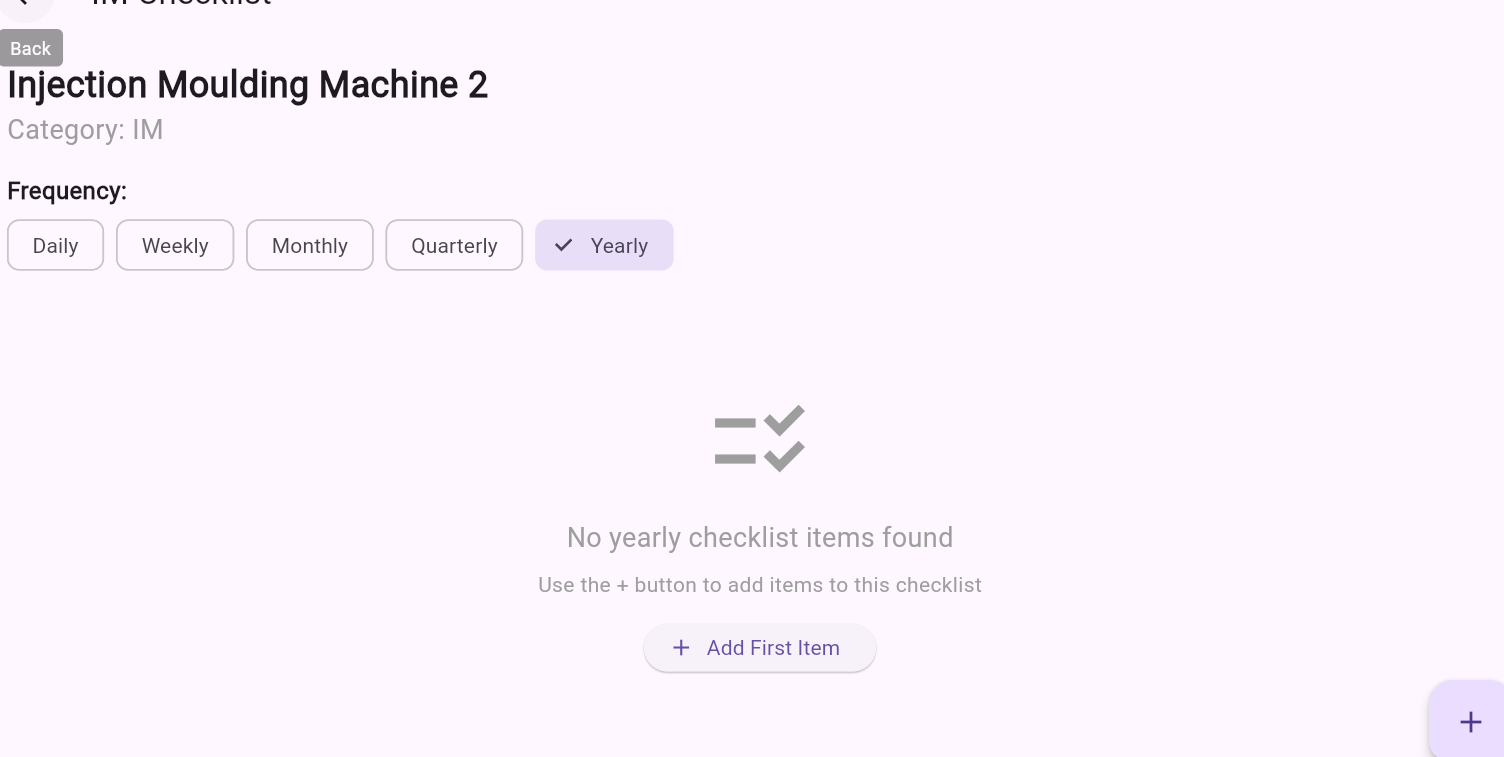 IM Checklist
Back
Injection Moulding Machine 2
Category: IM
Frequency:
Daily Weekly Monthly Quarterly Yearly
No yearly checklist items found
Use the + button to add items to this checklist
+ Add First Item
+